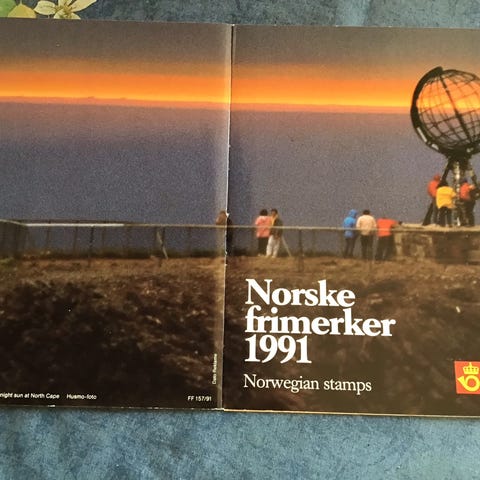 Norske
frimerker
1991
Norwegian stamps
night sun at North Cape Husmo-foto
FF 157/91